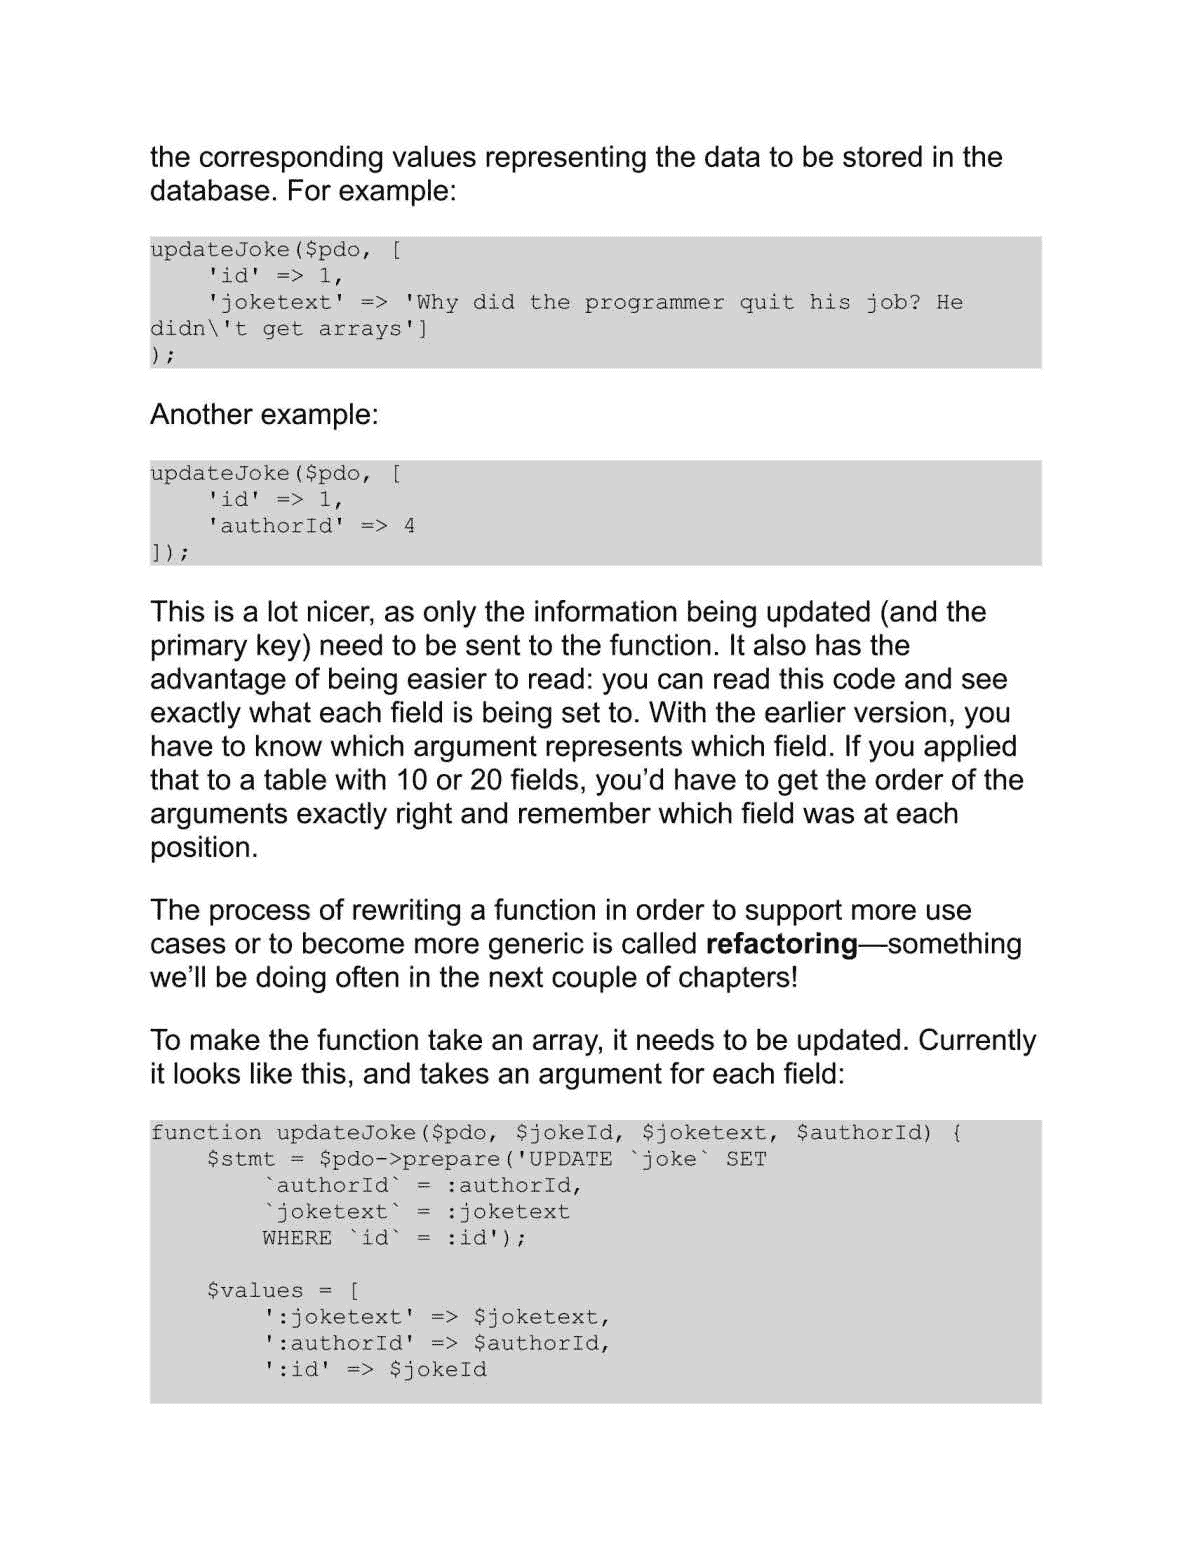 the corresponding values representing the data to be stored in the
database. For example:
updateJoke($pdo, [
    'id' => 1,
    'joketext' => 'Why did the programmer quit his job? He
didn\'t get arrays']
);
Another example:
updateJoke($pdo, [
    'id' => 1,
    'authorId' => 4
]);
This is a lot nicer, as only the information being updated (and the
primary key) need to be sent to the function. It also has the
advantage of being easier to read: you can read this code and see
exactly what each field is being set to. With the earlier version, you
have to know which argument represents which field. If you applied
that to a table with 10 or 20 fields, you’d have to get the order of the
arguments exactly right and remember which field was at each
position.
The process of rewriting a function in order to support more use
cases or to become more generic is called refactoring—something
we’ll be doing often in the next couple of chapters!
To make the function take an array, it needs to be updated. Currently
it looks like this, and takes an argument for each field:
function updateJoke($pdo, $jokeId, $joketext, $authorId) {
    $stmt = $pdo->prepare('UPDATE `joke` SET
        `authorId` = :authorId,
        `joketext` = :joketext
        WHERE `id` = :id');
    $values = [
        ':joketext' => $joketext,
        ':authorId' => $authorId,
        ':id' => $jokeId